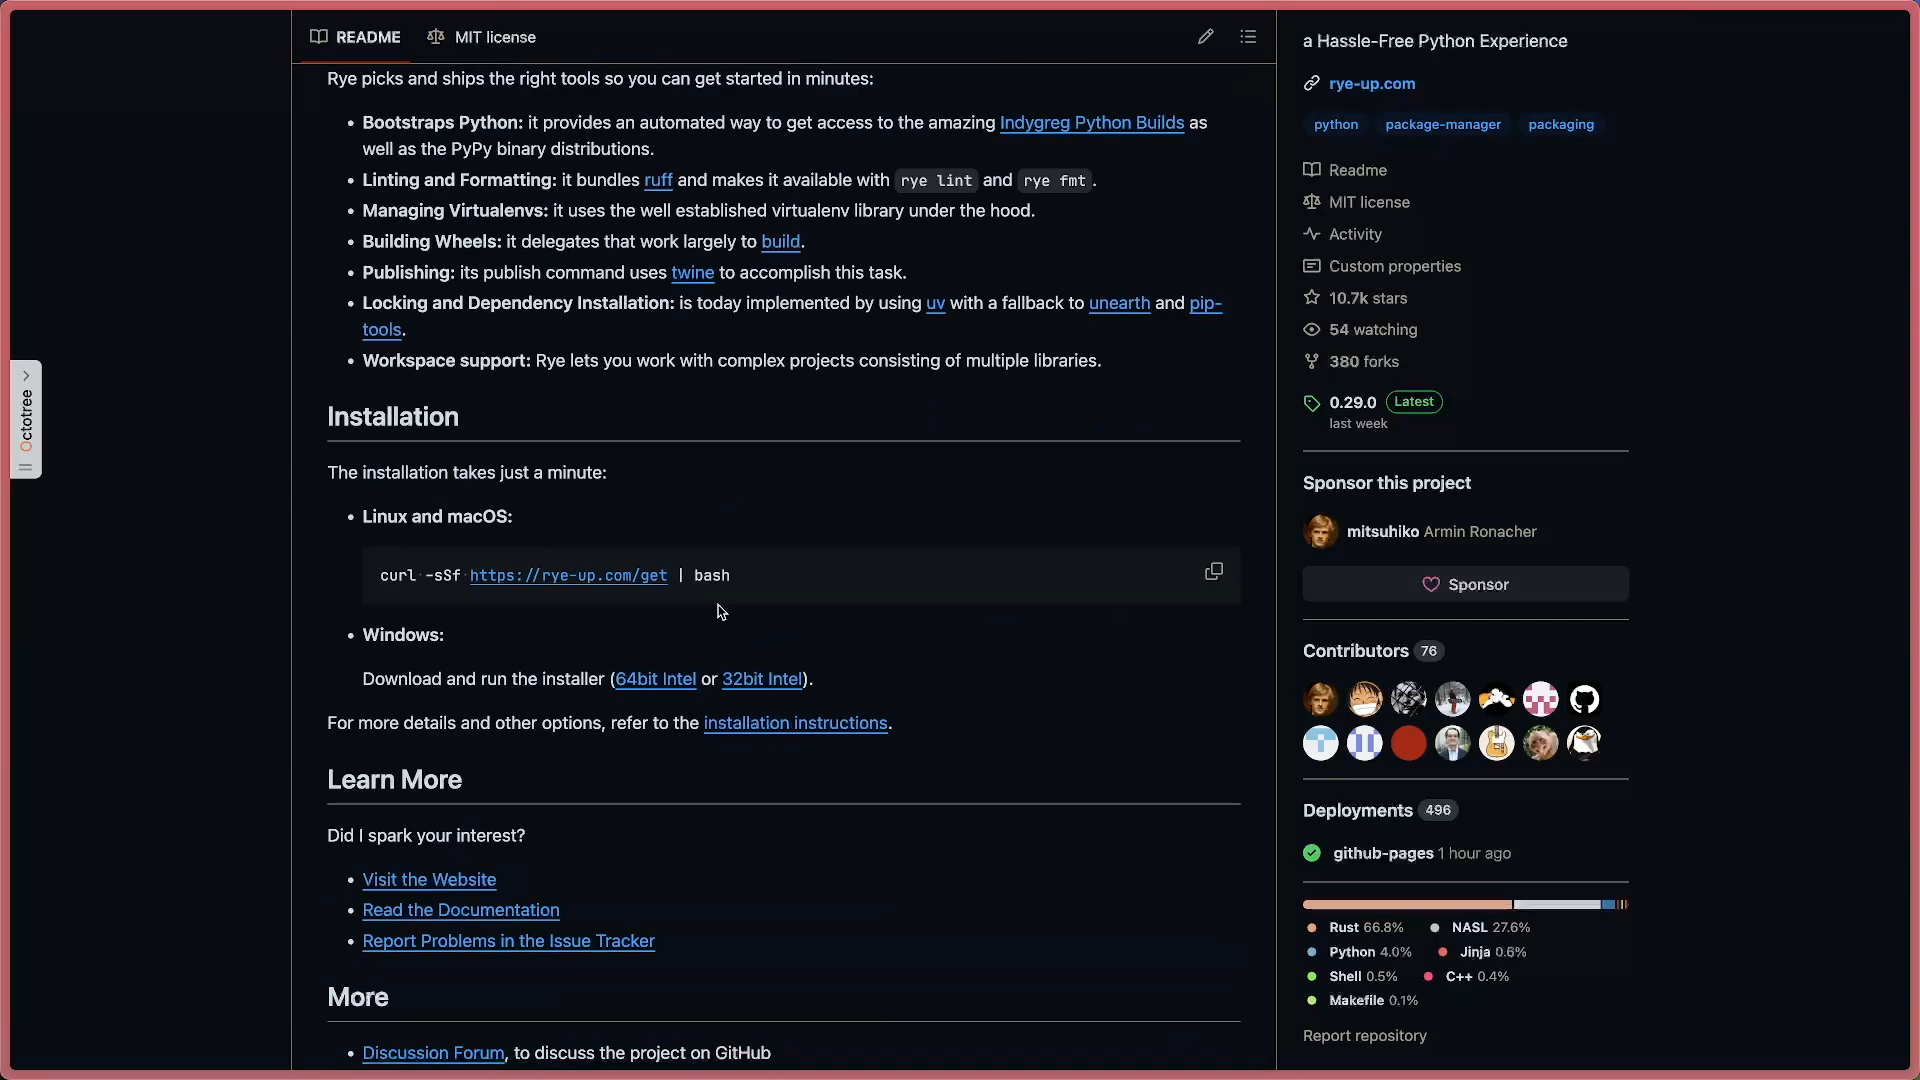 README
MIT license
Rye picks and ships the right tools so you can get started in minutes:
• Bootstraps Python: it provides an automated way to get access to the amazing Indygreg Python Builds as
well as the PyPy binary distributions.
• Linting and Formatting: it bundles ruff and makes it available with rye lint and rye fmt.
• Managing Virtualenvs: it uses the well established virtualenv library under the hood.
• Building Wheels: it delegates that work largely to build.
• Publishing: its publish command uses twine to accomplish this task.
• Locking and Dependency Installation: is today implemented by using uv with a fallback to unearth and pip-
tools.
• Workspace support: Rye lets you work with complex projects consisting of multiple libraries.
Installation
The installation takes just a minute:
• Linux and macOS:
curl -sSf https://rye-up.com/get | bash
• Windows:
Download and run the installer (64bit Intel or 32bit Intel).
For more details and other options, refer to the installation instructions.
Learn More
Did I spark your interest?
• Visit the Website
• Read the Documentation
• Report Problems in the Issue Tracker
More
• Discussion Forum, to discuss the project on GitHub
Octotree
a Hassle-Free Python Experience
rye-up.com
python package-manager packaging
Readme
MIT license
Activity
Custom properties
10.7k stars
54 watching
380 forks
0.29.0 Latest
last week
Sponsor this project
mitsuhiko Armin Ronacher
Sponsor
Contributors 76
Deployments 496
github-pages 1 hour ago
Rust 66.8% NASL 27.6%
Python 4.0% Jinja 0.6%
Shell 0.5% C++ 0.4%
Makefile 0.1%
Report repository